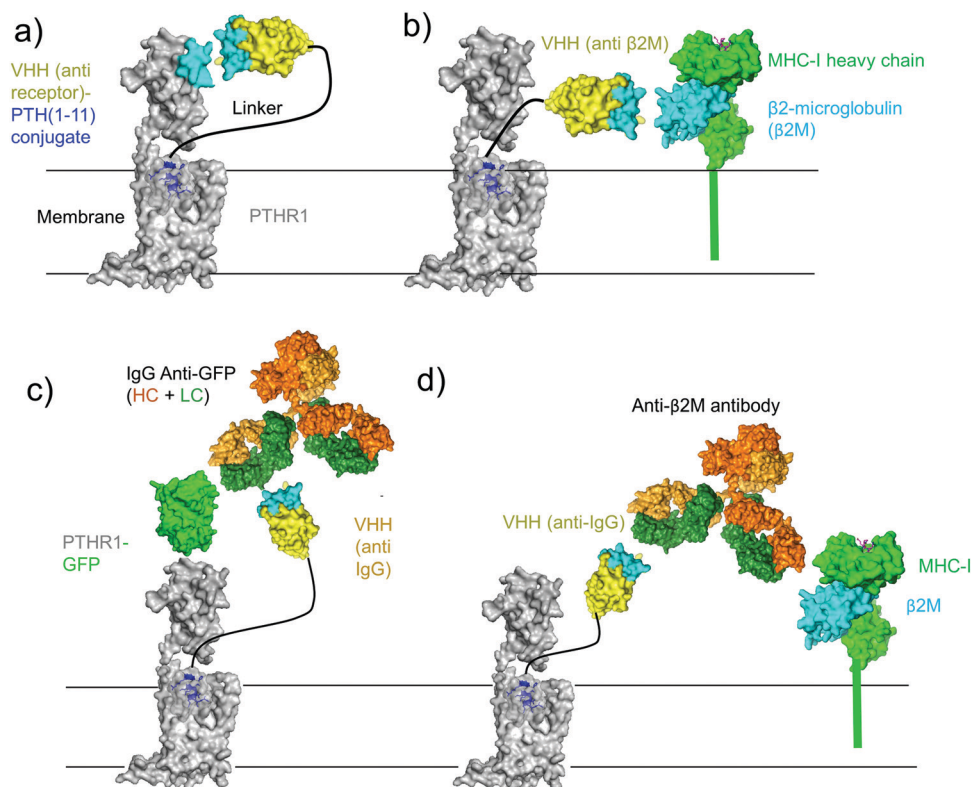 a)
VHH (anti
receptor)-
PTH(1-11)
conjugate
Linker
Membrane
PTHR1
b)
VHH (anti β2M)
MHC-I heavy chain
β2-microglobulin
(β2M)
c)
IgG Anti-GFP
(HC + LC)
PTHR1-
GFP
VHH
(anti
IgG)
d)
Anti-β2M antibody
VHH (anti-IgG)
MHC-I
β2M